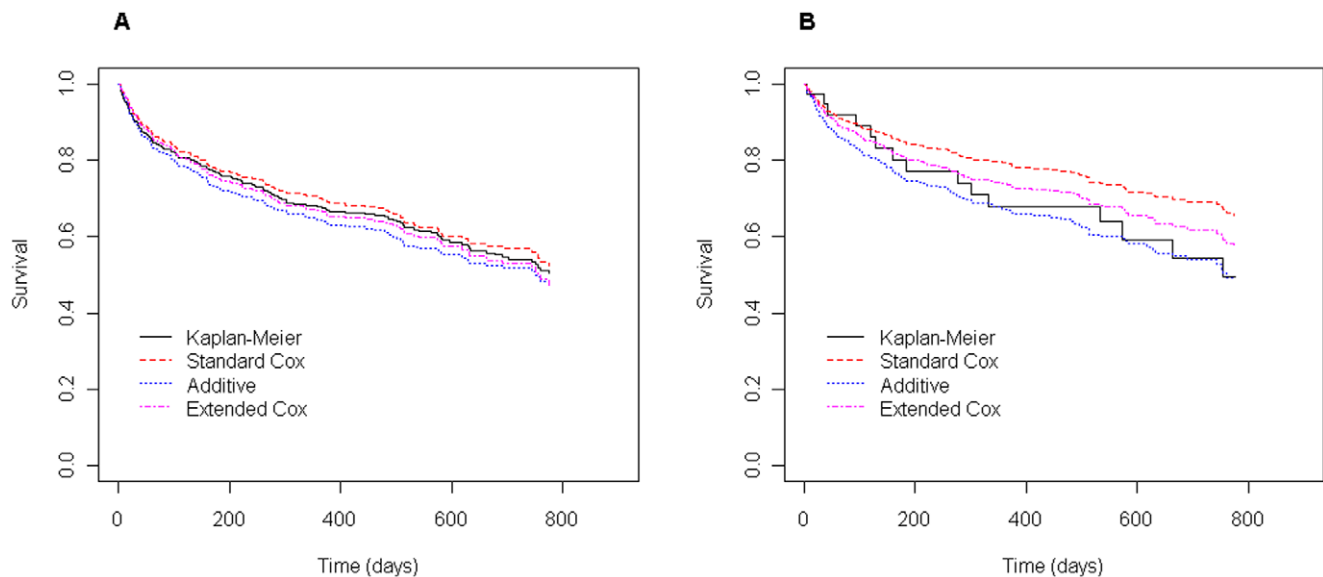 A
Survival
1.0
0.8
0.6
0.4
0.2
0.0
Kaplan-Meier
Standard Cox
Additive
Extended Cox
0 200 400 600 800
Time (days)
B
Survival
1.0
0.8
0.6
0.4
0.2
0.0
Kaplan-Meier
Standard Cox
Additive
Extended Cox
0 200 400 600 800
Time (days)